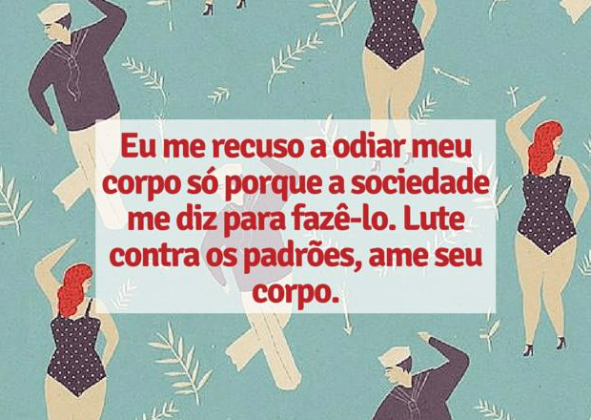 Eu me recuso a odiar meu
corpo só porque a sociedade
me diz para fazê-lo. Lute
contra os padrões, ame seu
corpo.